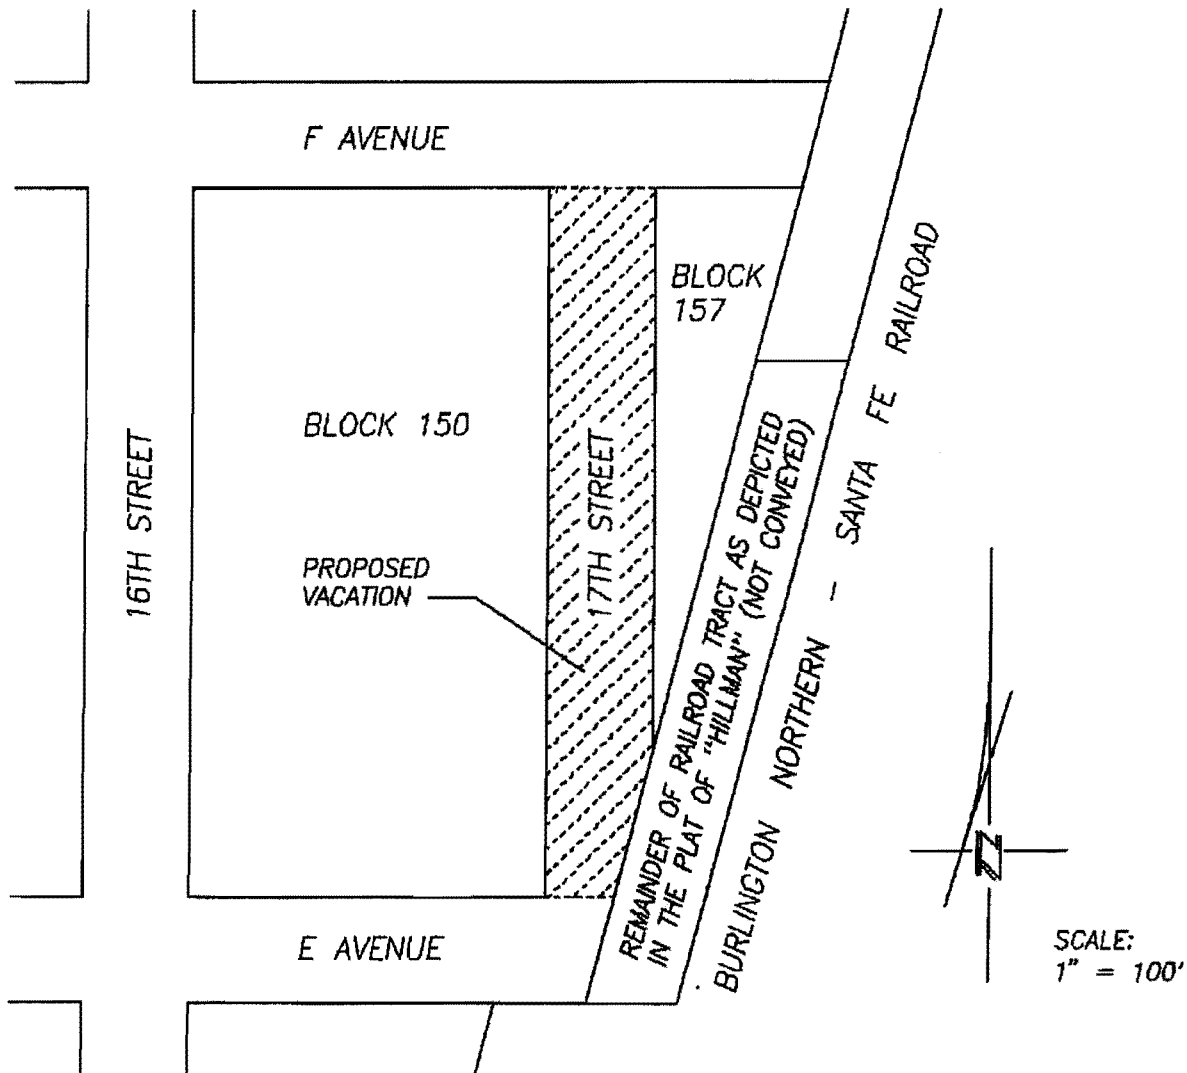 F AVENUE
BLOCK
157
BLOCK 150
16TH STREET
17TH STREET
PROPOSED
VACATION
REMAINDER OF RAILROAD TRACT AS DEPICTED
IN THE PLAT OF "HILLMAN" (NOT CONVEYED)
BURLINGTON NORTHERN - SANTA FE RAILROAD
E AVENUE
N
SCALE:
1" = 100'